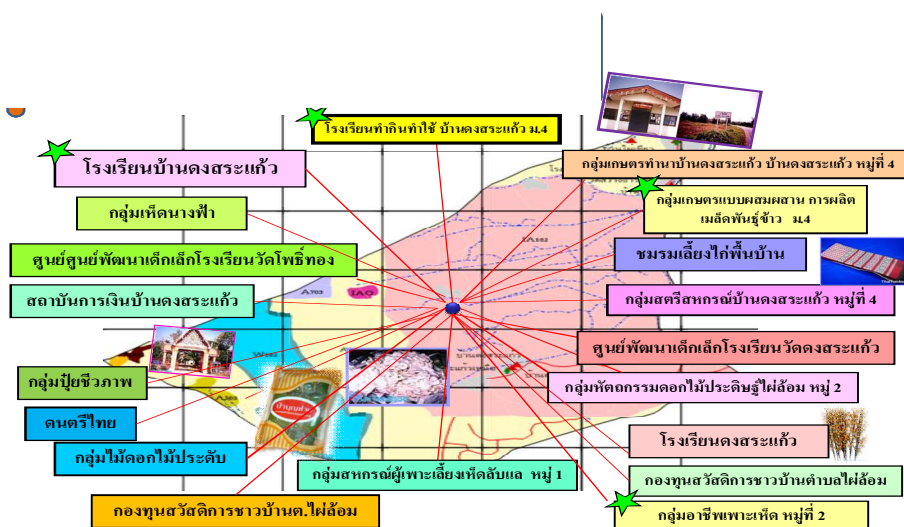 โรงเรียนทำกินทำใช้ บ้านดงสระแก้ว ม.4
โรงเรียนบ้านดงสระแก้ว
กลุ่มเกษตรทำนาบ้านดงสระแก้ว บ้านดงสระแก้ว หมู่ที่ 4
กลุ่มเห็ดนางฟ้า
กลุ่มเกษตรแบบผสมผสาน การผลิต
เมล็ดพันธุ์ข้าว ม.4
ศูนย์ศูนย์พัฒนาเด็กเล็กโรงเรียนวัดโพธิ์ทอง
ชมรมเลี้ยงไก่พื้นบ้าน
สถาบันการเงินบ้านดงสระแก้ว
กลุ่มสตรีสหกรณ์บ้านดงสระแก้ว หมู่ที่ 4
ศูนย์พัฒนาเด็กเล็กโรงเรียนวัดดงสระแก้ว
กลุ่มปุ๋ยชีวภาพ
กลุ่มหัตถกรรมดอกไม้ประดิษฐ์ไผ่ล้อม หมู่ 2
ดนตรีไทย
โรงเรียนดงสระแก้ว
กลุ่มไม้ดอกไม้ประดับ
กลุ่มสหกรณ์ผู้เพาะเลี้ยงเห็ดลับแล หมู่ 1
กองทุนสวัสดิการชาวบ้านตำบลไผ่ล้อม
กองทุนสวัสดิการชาวบ้านต.ไผ่ล้อม
กลุ่มอาชีพเพาะเห็ด หมู่ที่ 2